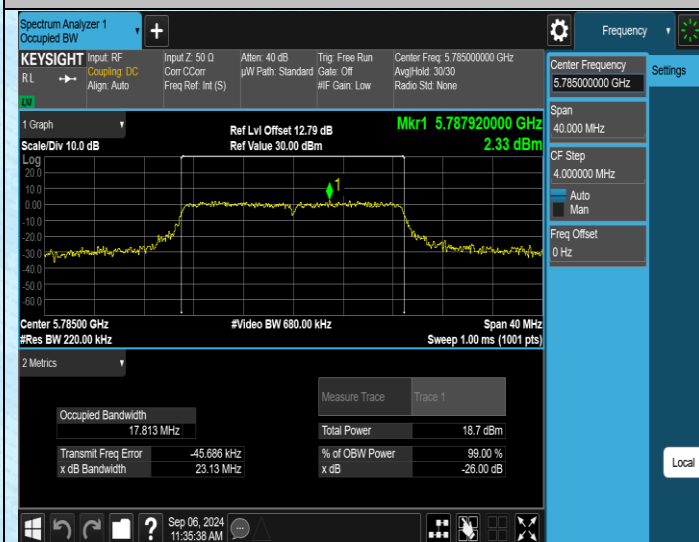 Spectrum Analyzer 1
Occupied BW
Frequency
KEYSIGHT
RL
LXI
Input: RF
Coupling: DC
Align: Auto
Input Z: 50 Ω
Corr CCorr
Freq Ref: Int (S)
Atten: 40 dB
µW Path: Standard
Trig: Free Run
Gate: Off
#IF Gain: Low
Center Freq: 5.785000000 GHz
Avg|Hold: 30/30
Radio Std: None
Center Frequency
5.785000000 GHz
Settings
Span
40.000 MHz
CF Step
4.000000 MHz
Auto
Man
Freq Offset
0 Hz
1 Graph
Scale/Div 10.0 dB
Ref Lvl Offset 12.79 dB
Ref Value 30.00 dBm
Mkr1 5.787920000 GHz
2.33 dBm
Log
20.0
10.0
0.00
-10.0
-20.0
-30.0
-40.0
-50.0
-60.0
1
Center 5.78500 GHz
#Video BW 680.00 kHz
Span 40 MHz
#Res BW 220.00 kHz
Sweep 1.00 ms (1001 pts)
2 Metrics
Measure Trace
Trace 1
Occupied Bandwidth
17.813 MHz
Total Power
18.7 dBm
Transmit Freq Error
-45.686 kHz
% of OBW Power
99.00 %
x dB Bandwidth
23.13 MHz
x dB
-26.00 dB
Local
?
Sep 06, 2024
11:35:38 AM